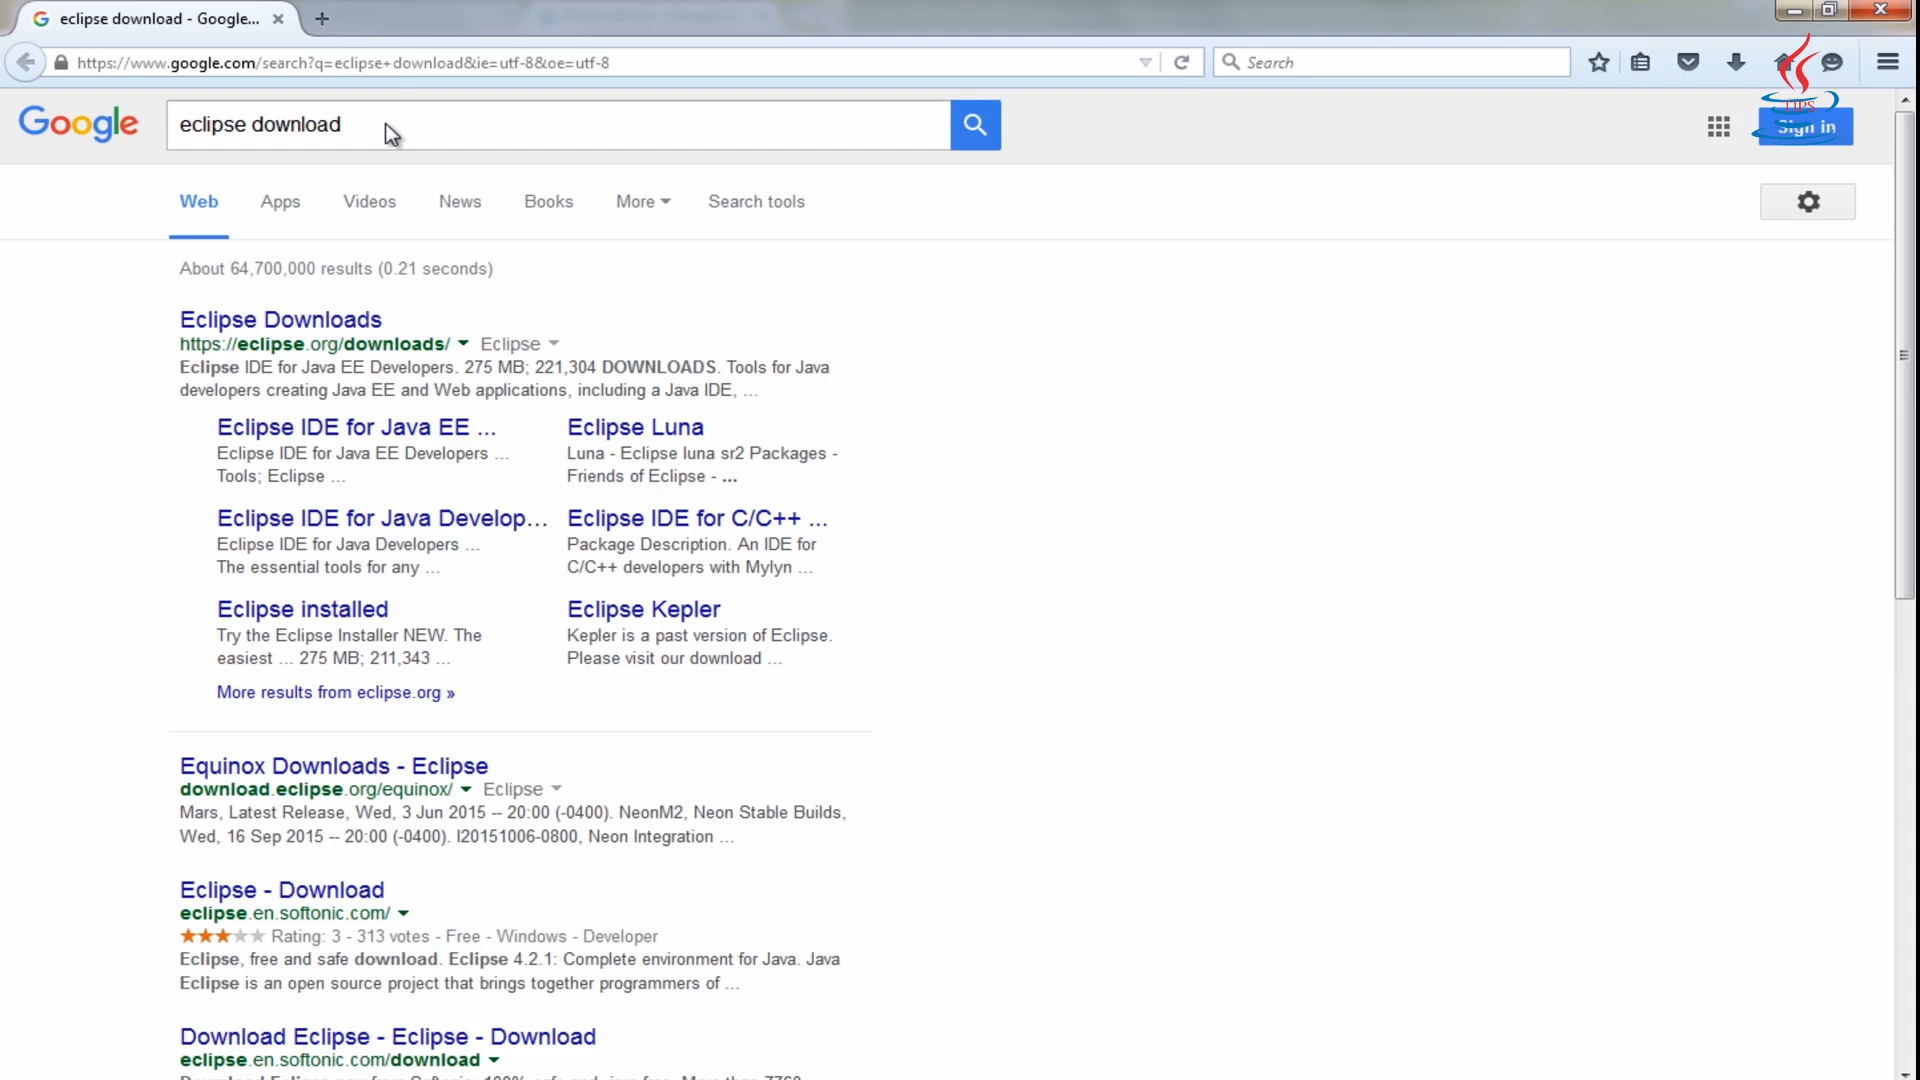 eclipse download - Google...
https://www.google.com/search?q=eclipse+download&ie=utf-8&oe=utf-8
Search
Google
eclipse download
TIPS
Sign in
Web Apps Videos News Books More Search tools
About 64,700,000 results (0.21 seconds)
Eclipse Downloads
https://eclipse.org/downloads/ Eclipse
Eclipse IDE for Java EE Developers. 275 MB; 221,304 DOWNLOADS. Tools for Java
developers creating Java EE and Web applications, including a Java IDE, ...
Eclipse IDE for Java EE ...
Eclipse IDE for Java EE Developers ...
Tools; Eclipse ...
Eclipse Luna
Luna - Eclipse luna sr2 Packages -
Friends of Eclipse - ...
Eclipse IDE for Java Develop...
Eclipse IDE for Java Developers ...
The essential tools for any ...
Eclipse IDE for C/C++ ...
Package Description. An IDE for
C/C++ developers with Mylyn ...
Eclipse installed
Try the Eclipse Installer NEW. The
easiest ... 275 MB; 211,343 ...
Eclipse Kepler
Kepler is a past version of Eclipse.
Please visit our download ...
More results from eclipse.org »
Equinox Downloads - Eclipse
download.eclipse.org/equinox/ Eclipse
Mars, Latest Release, Wed, 3 Jun 2015 -- 20:00 (-0400). NeonM2, Neon Stable Builds,
Wed, 16 Sep 2015 -- 20:00 (-0400). I20151006-0800, Neon Integration ...
Eclipse - Download
eclipse.en.softonic.com/
Rating: 3 - 313 votes - Free - Windows - Developer
Eclipse, free and safe download. Eclipse 4.2.1: Complete environment for Java. Java
Eclipse is an open source project that brings together programmers of ...
Download Eclipse - Eclipse - Download
eclipse.en.softonic.com/download